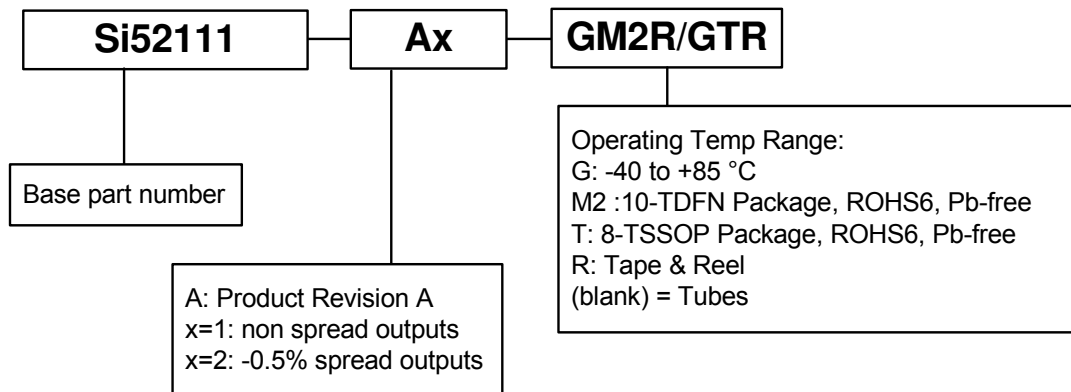 Si52111
Ax
GM2R/GTR
Base part number
A: Product Revision A
x=1: non spread outputs
x=2: -0.5% spread outputs
Operating Temp Range:
G: -40 to +85 °C
M2 :10-TDFN Package, ROHS6, Pb-free
T: 8-TSSOP Package, ROHS6, Pb-free
R: Tape & Reel
(blank) = Tubes